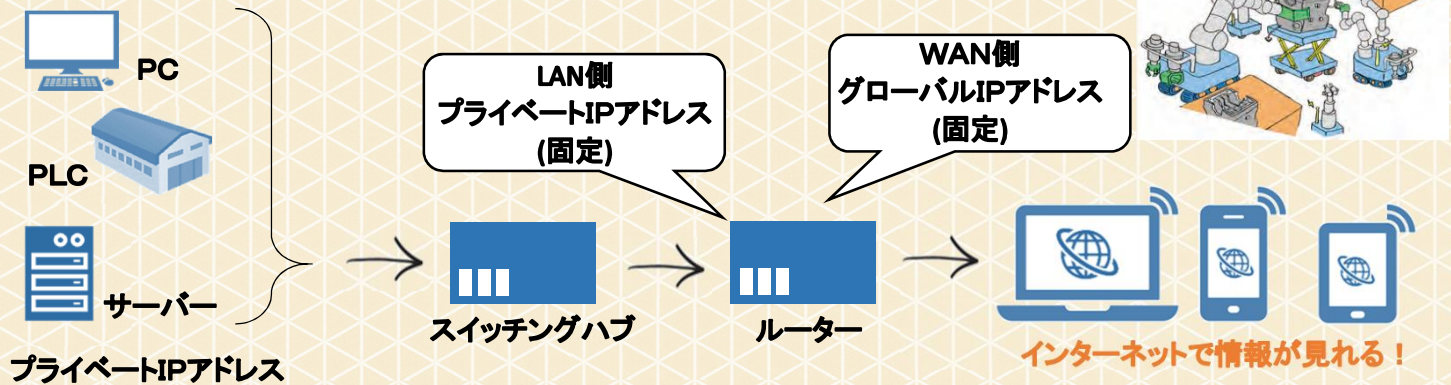 PC
PLC
サーバー
プライベートIPアドレス
LAN側
プライベートIPアドレス
(固定)
スイッチングハブ
WAN側
グローバルIPアドレス
(固定)
ルーター
インターネットで情報が見れる！